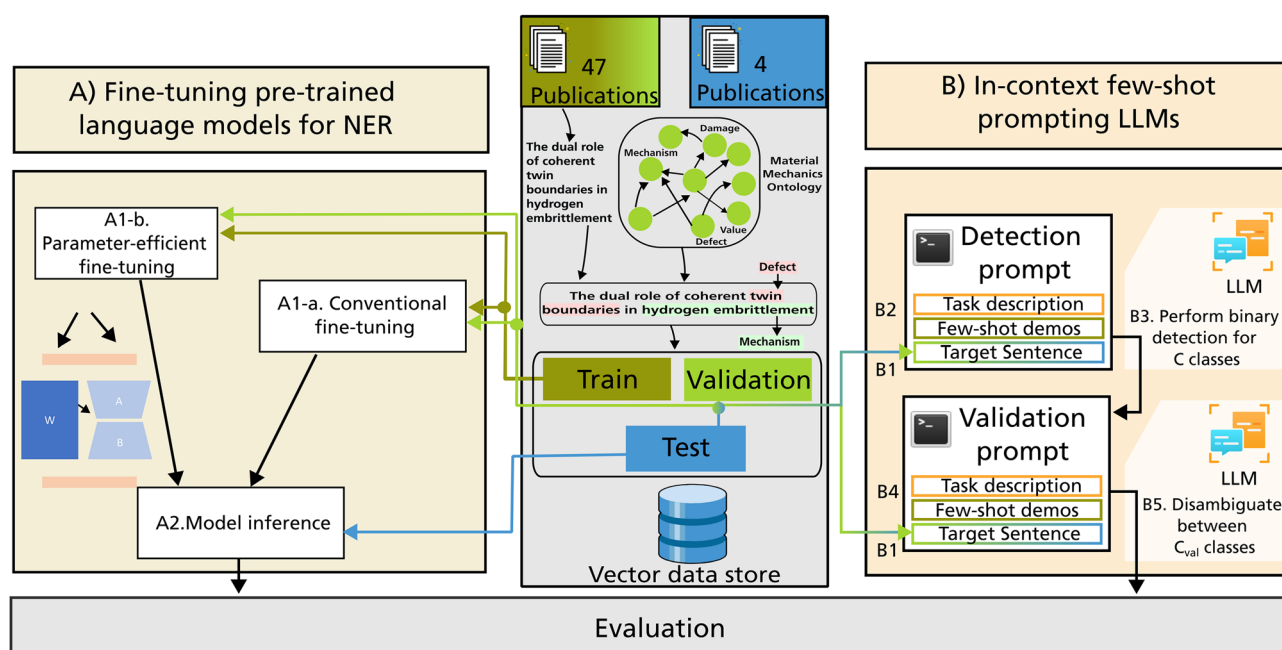 A) Fine-tuning pre-trained
language models for NER
A1-b.
Parameter-efficient
fine-tuning
A1-a. Conventional
fine-tuning
W
A
B
A2.Model inference
47
Publications
4
Publications
The dual role
of coherent
twin
boundaries in
hydrogen
embrittlement
Damage
Mechanism
Value
Defect
Material
Mechanics
Ontology
Defect
The dual role of coherent twin
boundaries in hydrogen embrittlement
Mechanism
Train
Validation
Test
Vector data store
B) In-context few-shot
prompting LLMs
>_
Detection
prompt
B2
Task description
Few-shot demos
Target Sentence
B1
LLM
B3. Perform binary
detection for
C classes
>_
Validation
prompt
B4
Task description
Few-shot demos
Target Sentence
B1
LLM
B5. Disambiguate
between
Cval classes
Evaluation